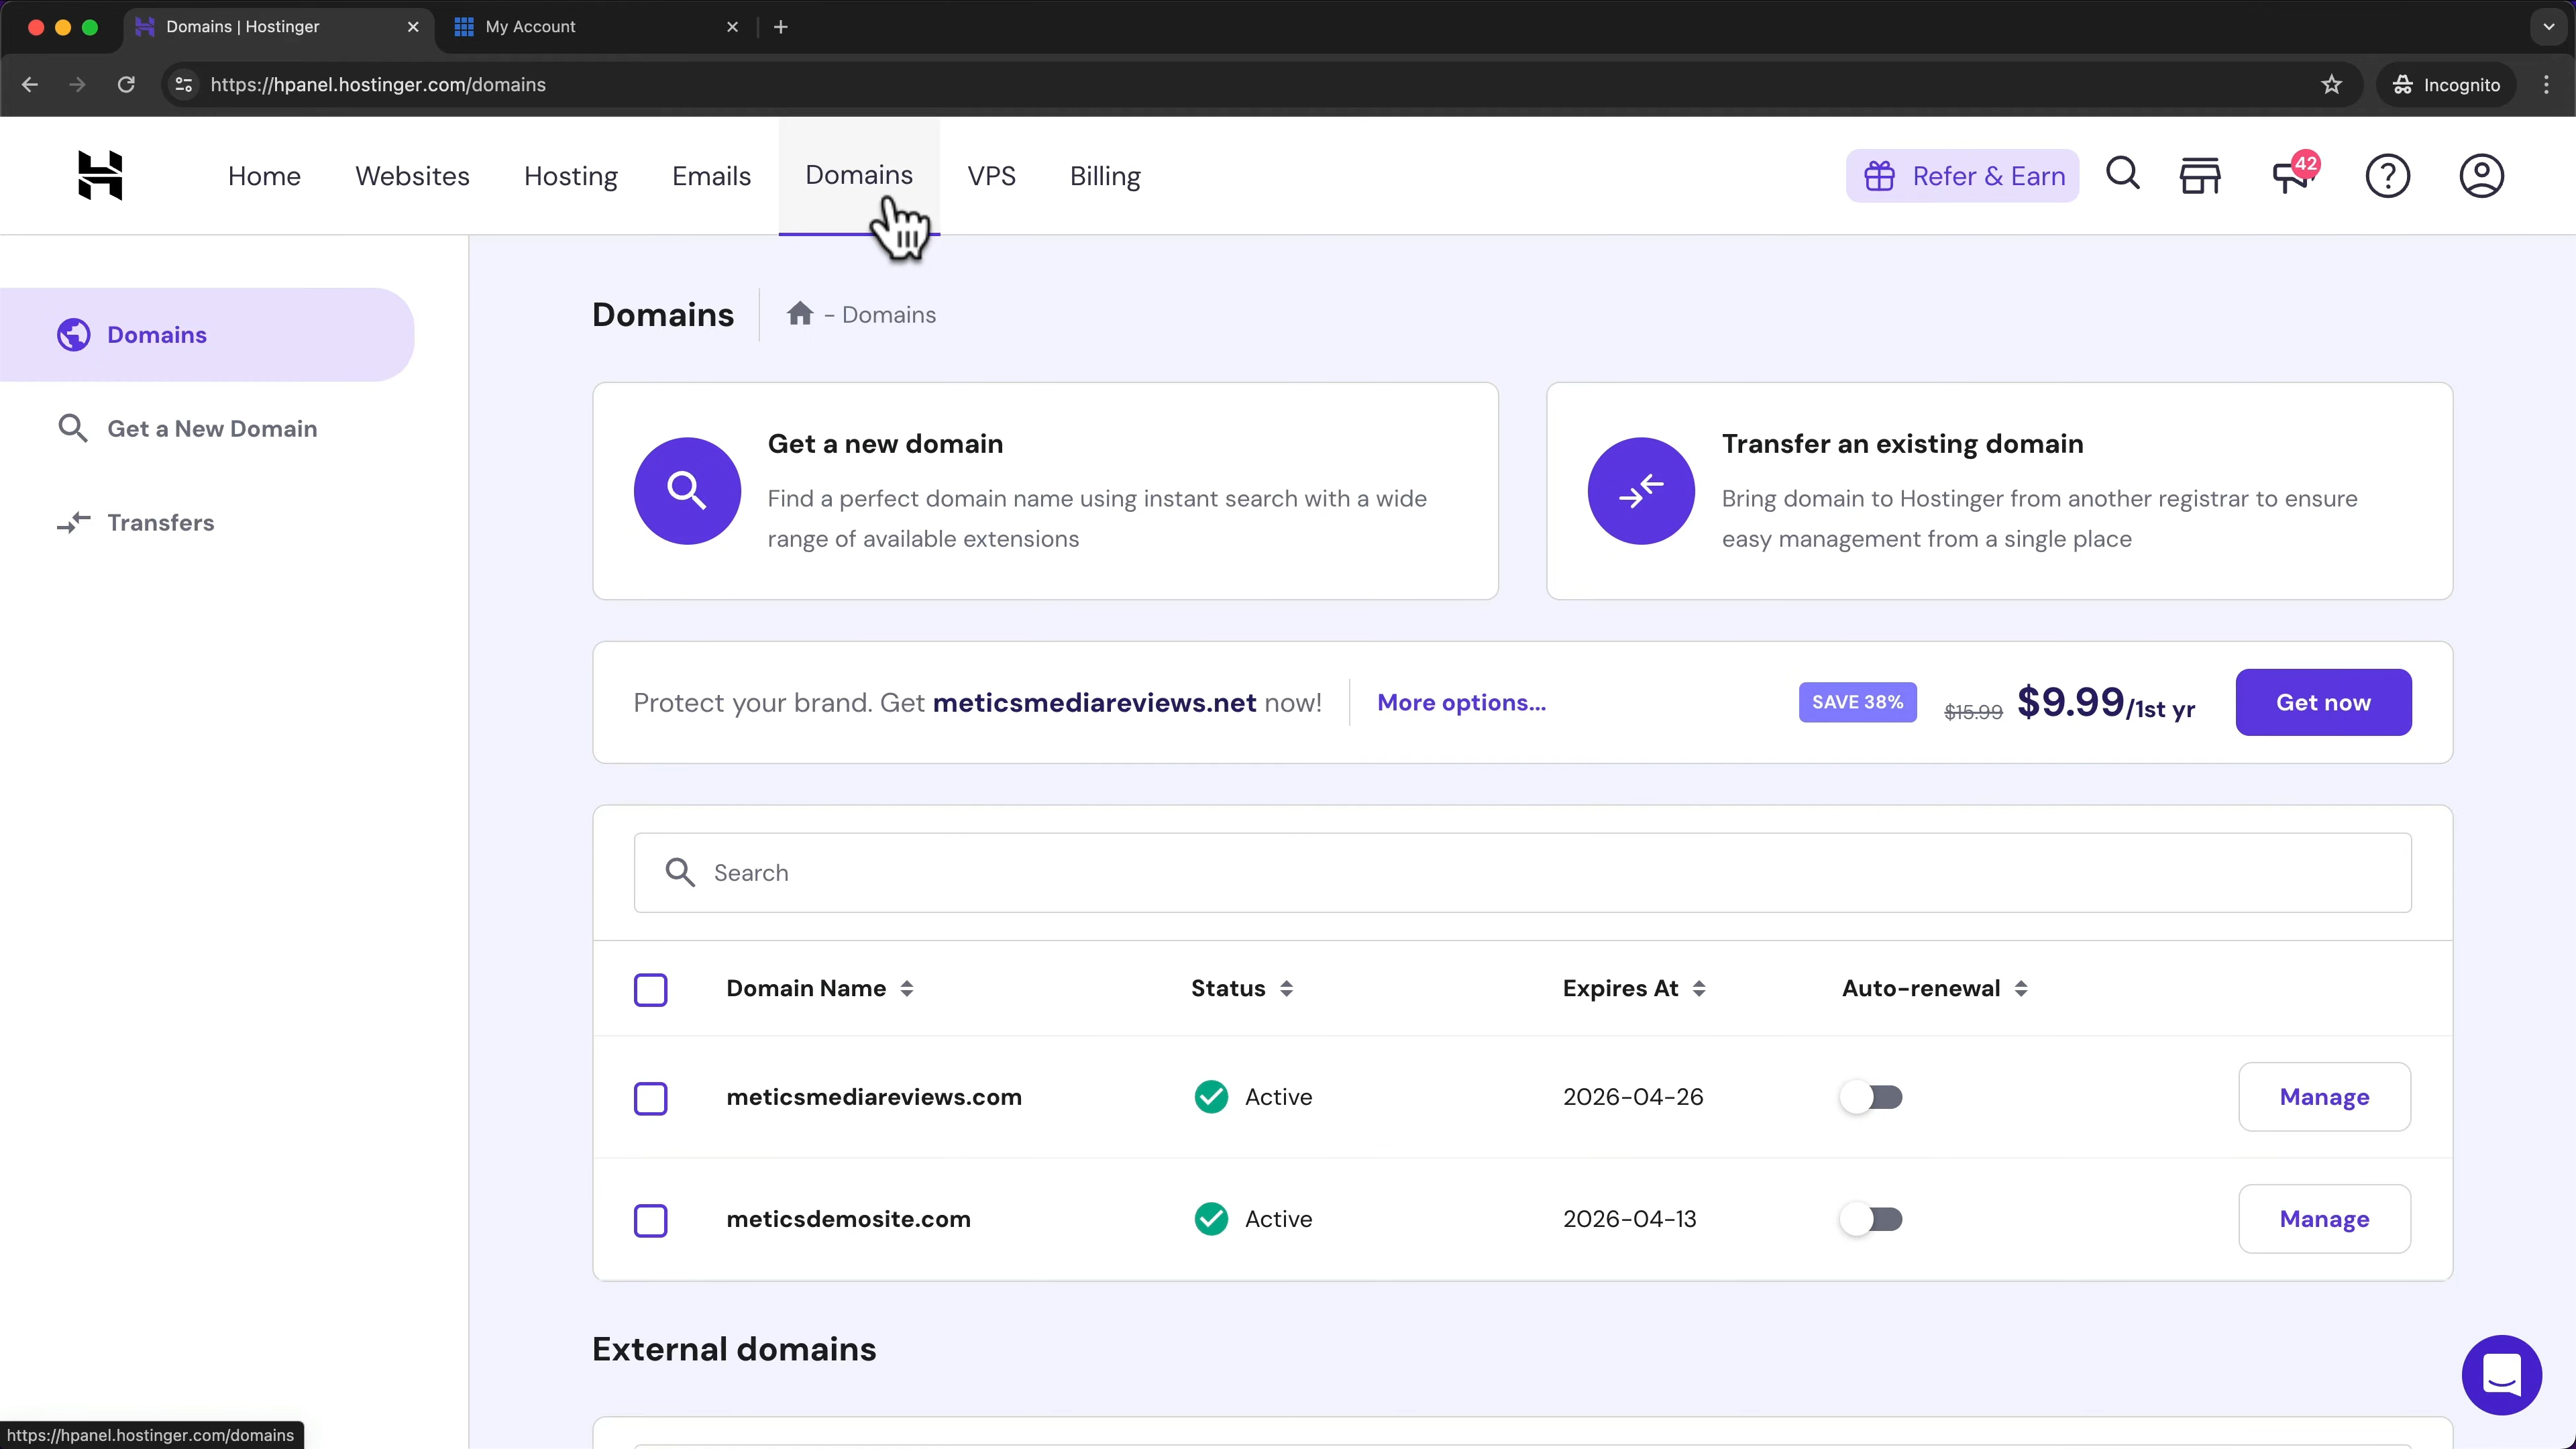 Domains | Hostinger
My Account
https://hpanel.hostinger.com/domains
Incognito
Home
Websites
Hosting
Emails
Domains
VPS
Billing
Refer & Earn
42
Domains
Get a New Domain
Transfers
Domains
- Domains
Get a new domain
Find a perfect domain name using instant search with a wide
range of available extensions
Transfer an existing domain
Bring domain to Hostinger from another registrar to ensure
easy management from a single place
Protect your brand. Get meticsmediareviews.net now!
More options...
SAVE 38%
$15.99
$9.99/1st yr
Get now
Search
Domain Name
Status
Expires At
Auto-renewal
meticsmediareviews.com
Active
2026-04-26
Manage
meticsdemosite.com
Active
2026-04-13
Manage
External domains
https://hpanel.hostinger.com/domains